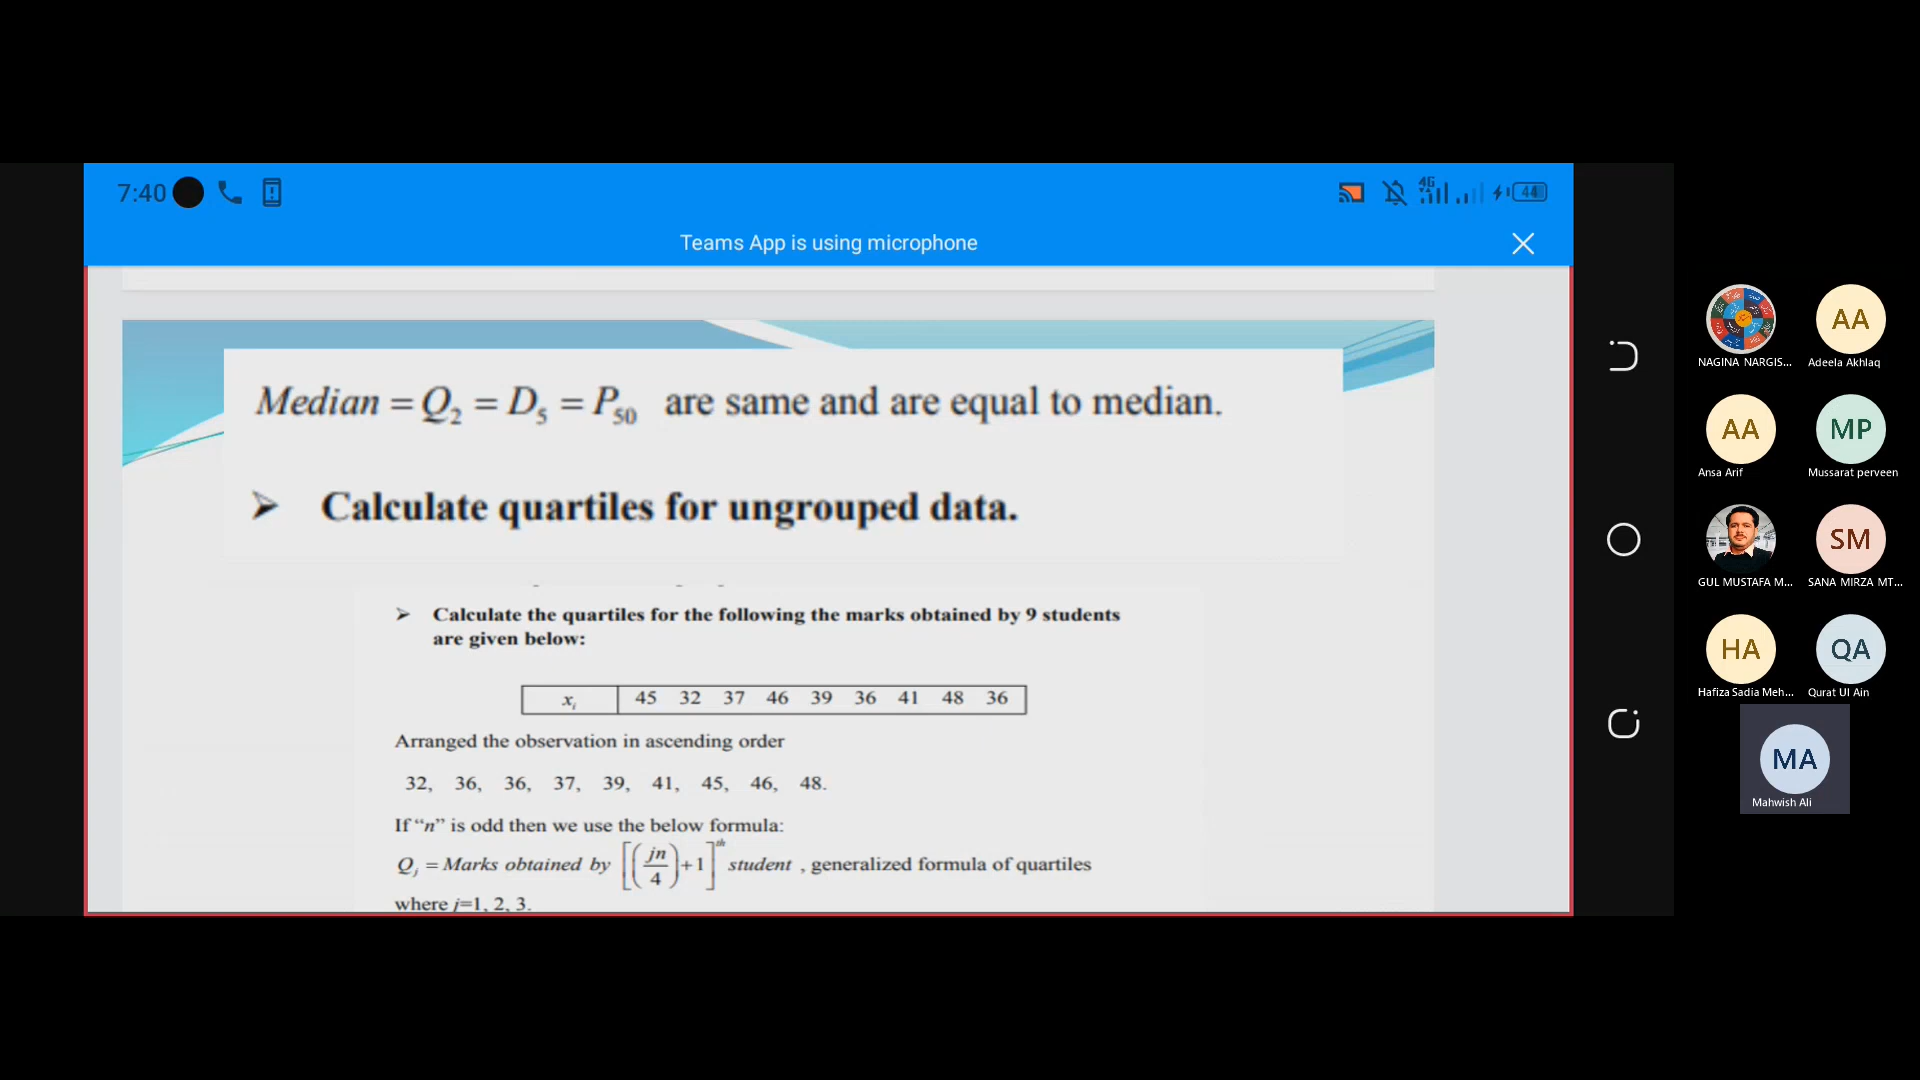 7:40
4G
44
Teams App is using microphone
Median = Q₂ = D₅ = P₅₀ are same and are equal to median.
➢ Calculate quartiles for ungrouped data.
➢ Calculate the quartiles for the following the marks obtained by 9 students
are given below:
xᵢ 45 32 37 46 39 36 41 48 36
Arranged the observation in ascending order
32, 36, 36, 37, 39, 41, 45, 46, 48.
If “n” is odd then we use the below formula:
Qⱼ = Marks obtained by [(jn/4)+1]ᵗʰ student , generalized formula of quartiles
where j=1, 2, 3.
NAGINA NARGIS...
AA
Adeela Akhlaq
AA
Ansa Arif
MP
Mussarat perveen
GUL MUSTAFA M...
SM
SANA MIRZA MT...
HA
Hafiza Sadia Meh...
QA
Qurat Ul Ain
MA
Mahwish Ali